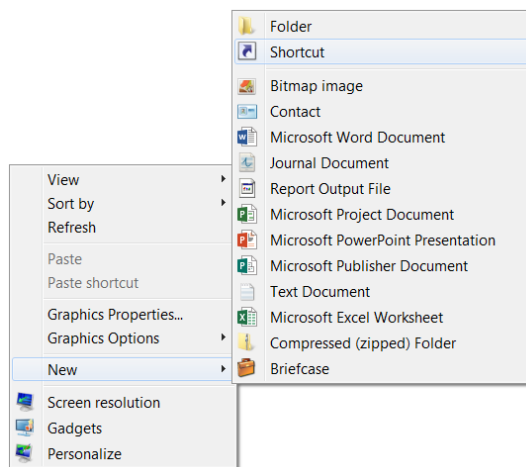 Folder
Shortcut
Bitmap image
Contact
Microsoft Word Document
Journal Document
Report Output File
Microsoft Project Document
Microsoft PowerPoint Presentation
Microsoft Publisher Document
Text Document
Microsoft Excel Worksheet
Compressed (zipped) Folder
Briefcase
View
Sort by
Refresh
Paste
Paste shortcut
Graphics Properties...
Graphics Options
New
Screen resolution
Gadgets
Personalize